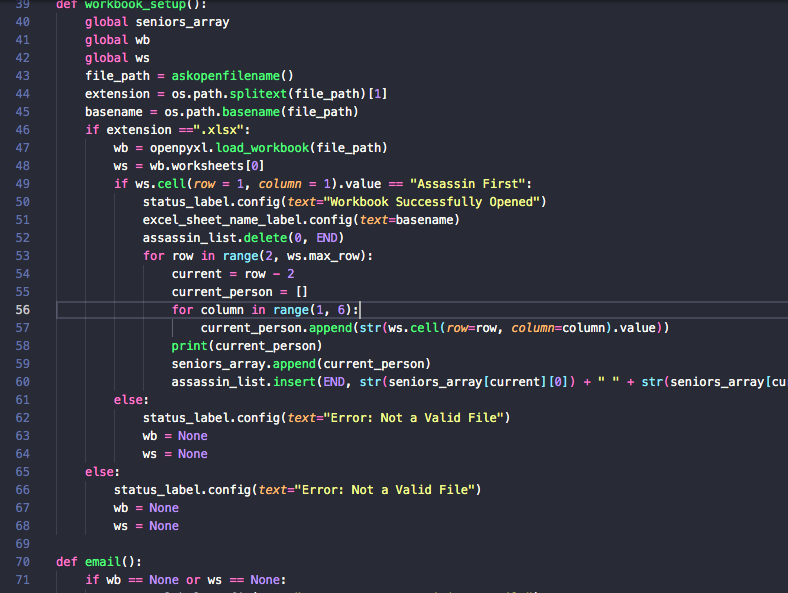 39 def workbook_setup():
40 global seniors_array
41 global wb
42 global ws
43 file_path = askopenfilename()
44 extension = os.path.splitext(file_path)[1]
45 basename = os.path.basename(file_path)
46 if extension ==".xlsx":
47 wb = openpyxl.load_workbook(file_path)
48 ws = wb.worksheets[0]
49 if ws.cell(row = 1, column = 1).value == "Assassin First":
50 status_label.config(text="Workbook Successfully Opened")
51 excel_sheet_name_label.config(text=basename)
52 assassin_list.delete(0, END)
53 for row in range(2, ws.max_row):
54 current = row - 2
55 current_person = []
56 for column in range(1, 6):
57 current_person.append(str(ws.cell(row=row, column=column).value))
58 print(current_person)
59 seniors_array.append(current_person)
60 assassin_list.insert(END, str(seniors_array[current][0]) + " " + str(seniors_array[cu
61 else:
62 status_label.config(text="Error: Not a Valid File")
63 wb = None
64 ws = None
65 else:
66 status_label.config(text="Error: Not a Valid File")
67 wb = None
68 ws = None
69
70 def email():
71 if wb == None or ws == None: